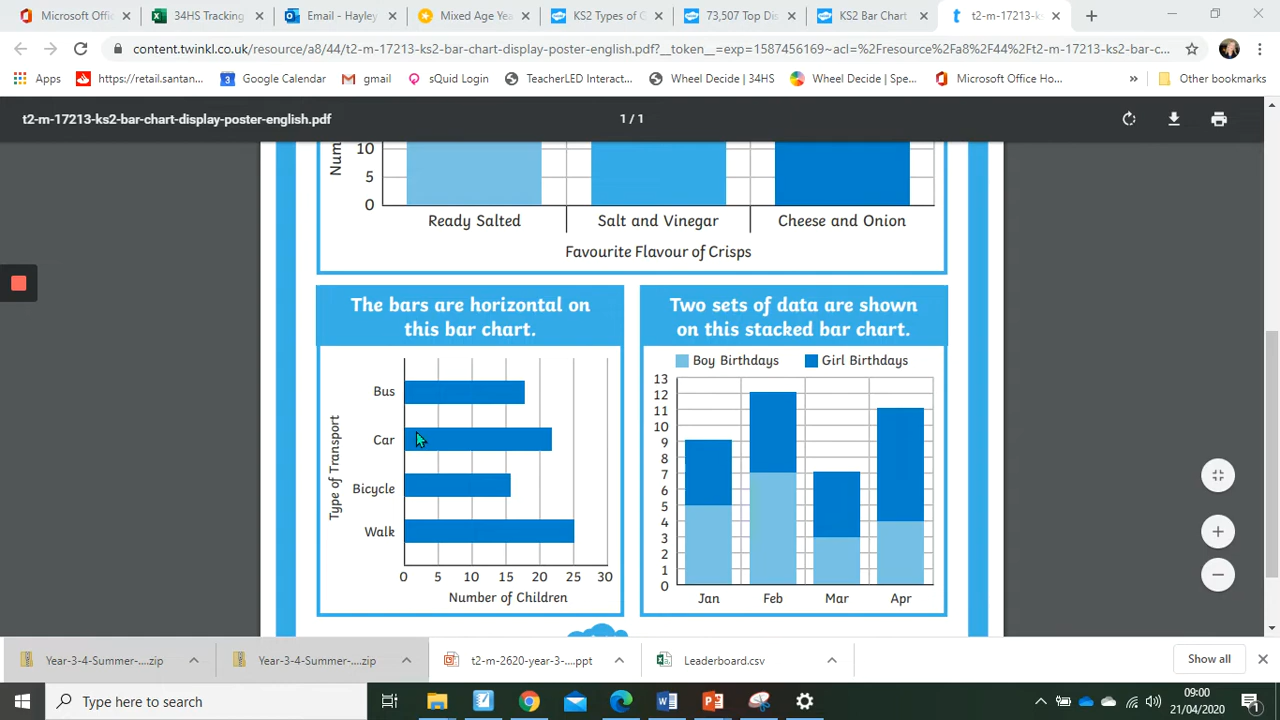 Microsoft Offic
34HS Tracking
Email - Hayley
Mixed Age Yea
KS2 Types of G
73,507 Top Dis
KS2 Bar Chart
t2-m-17213-ks
content.twinkl.co.uk/resource/a8/44/t2-m-17213-ks2-bar-chart-display-poster-english.pdf?__token__=exp=1587456169~acl=%2Fresource%2Fa8%2F44%2Ft2-m-17213-ks2-bar-c...
Apps
https://retail.santan...
Google Calendar
gmail
sQuid Login
TeacherLED Interact...
Wheel Decide | 34HS
Wheel Decide | Spe...
Microsoft Office Ho...
»
Other bookmarks
t2-m-17213-ks2-bar-chart-display-poster-english.pdf
1 / 1
Num
10
5
0
Ready Salted
Salt and Vinegar
Cheese and Onion
Favourite Flavour of Crisps
The bars are horizontal on
this bar chart.
Type of Transport
Bus
Car
Bicycle
Walk
0 5 10 15 20 25 30
Number of Children
Two sets of data are shown
on this stacked bar chart.
Boy Birthdays
Girl Birthdays
13
12
11
10
9
8
7
6
5
4
3
2
1
0
Jan Feb Mar Apr
Year-3-4-Summer-....zip
Year-3-4-Summer-....zip
t2-m-2620-year-3-....ppt
Leaderboard.csv
Show all
Type here to search
09:00
21/04/2020